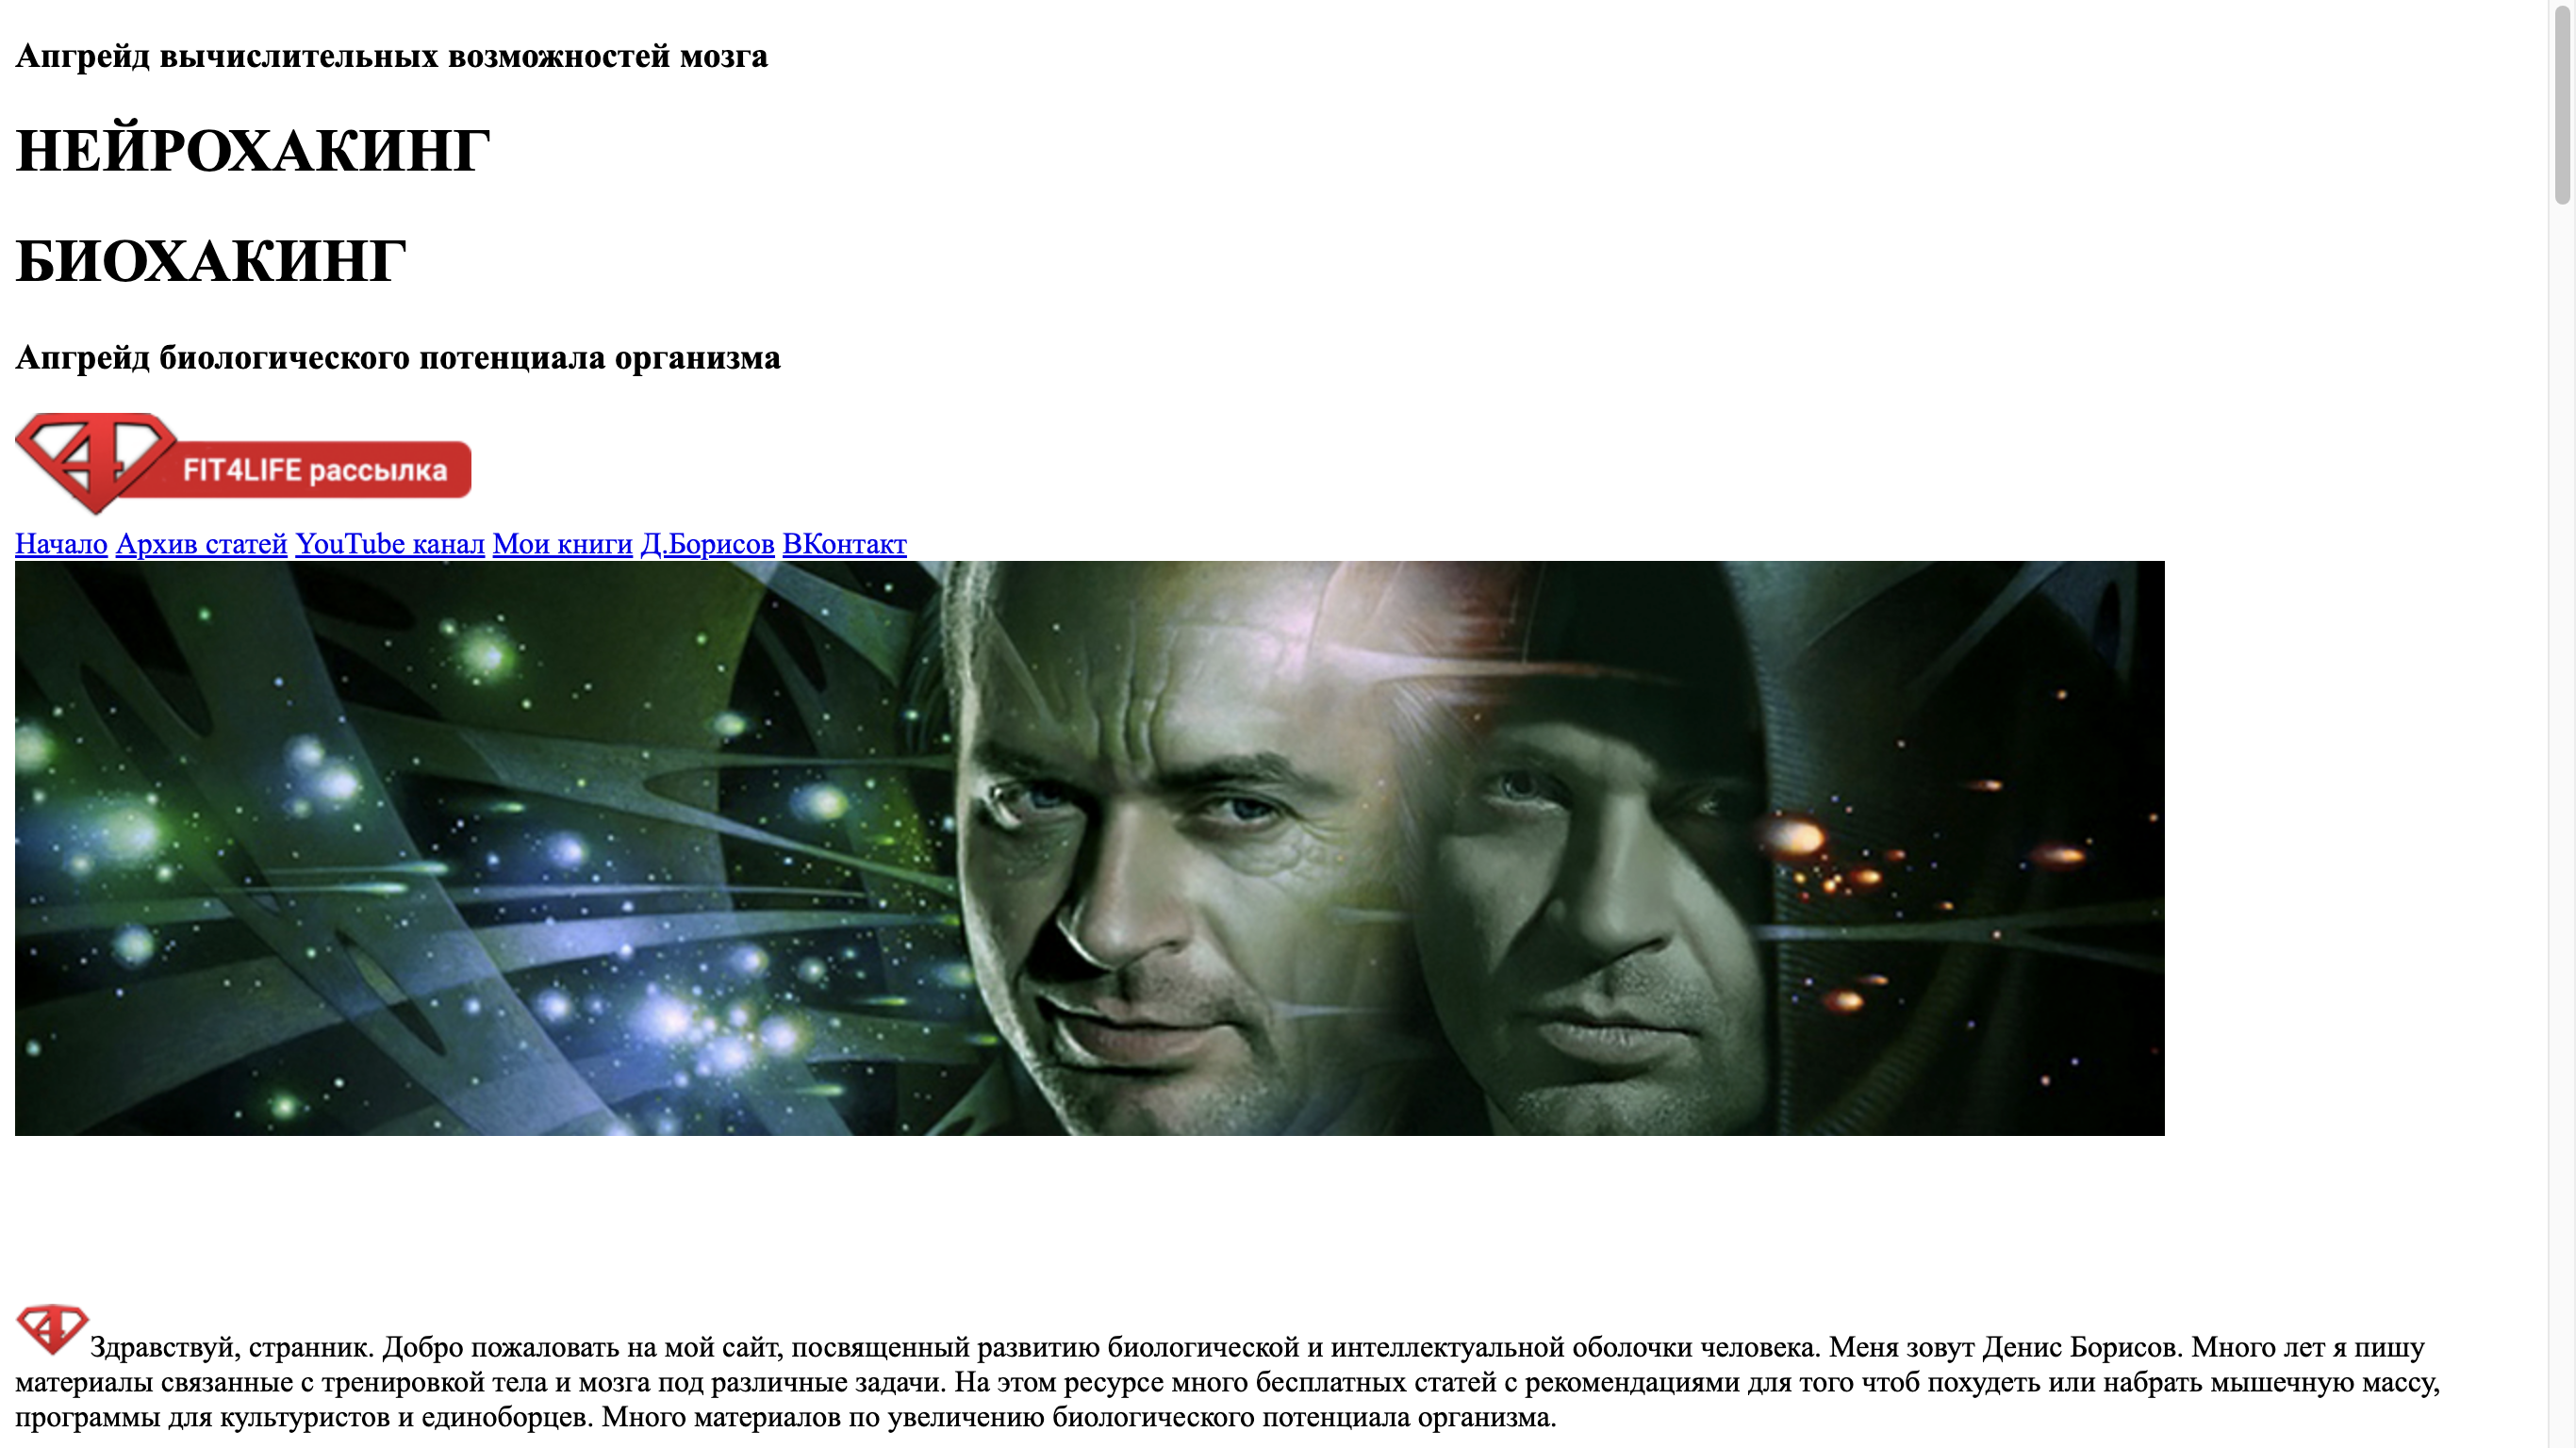 Апгрейд вычислительных возможностей мозга
НЕЙРОХАКИНГ
БИОХАКИНГ
Апгрейд биологического потенциала организма
FIT4LIFE рассылка
Начало Архив статей YouTube канал Мои книги Д.Борисов ВКонтакт
Здравствуй, странник. Добро пожаловать на мой сайт, посвященный развитию биологической и интеллектуальной оболочки человека. Меня зовут Денис Борисов. Много лет я пишу
материалы связанные с тренировкой тела и мозга под различные задачи. На этом ресурсе много бесплатных статей с рекомендациями для того чтоб похудеть или набрать мышечную массу,
программы для культуристов и единоборцев. Много материалов по увеличению биологического потенциала организма.